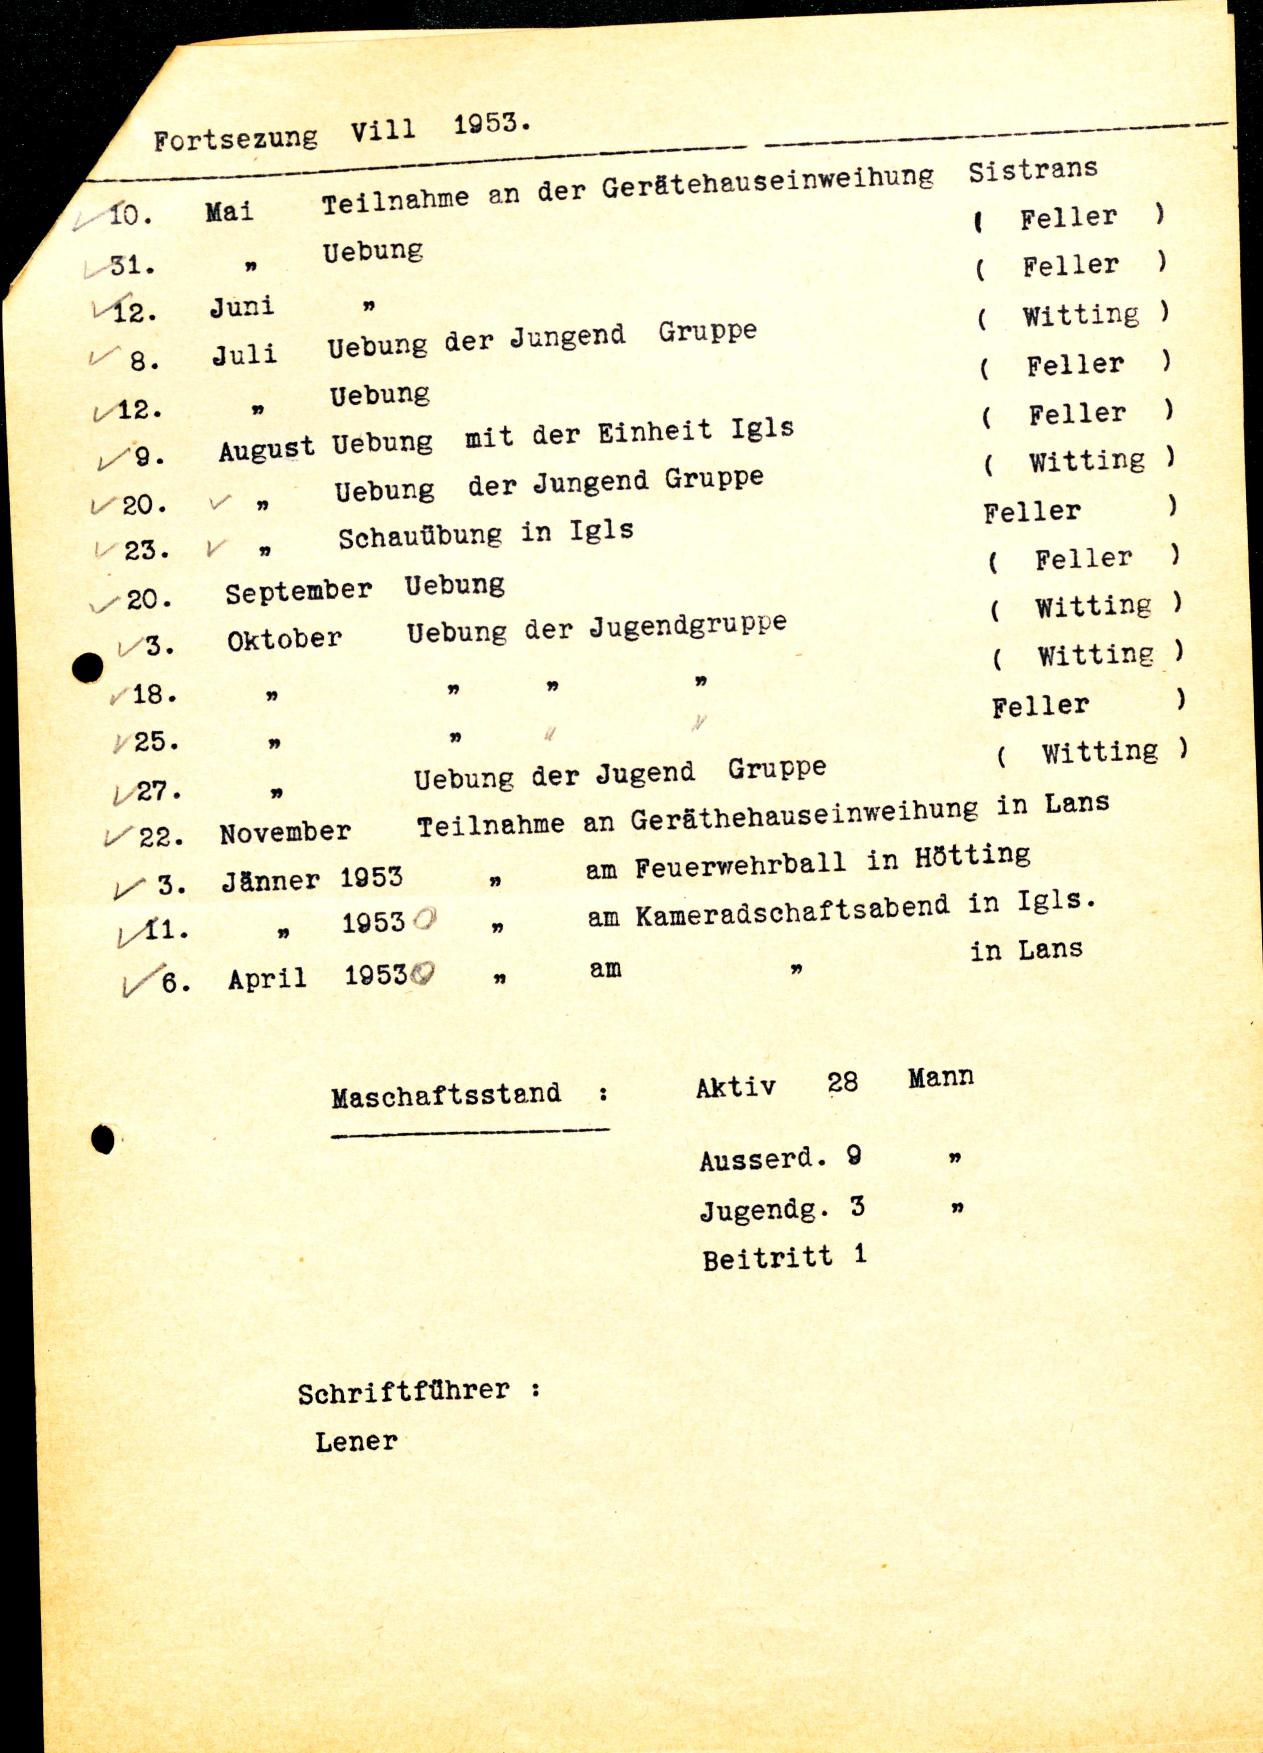 Fortsezung Vill 1953.
10. Mai Teilnahme an der Gerätehauseinweihung Sistrans
31. " Uebung ( Feller )
12. Juni " ( Feller )
8. Juli Uebung der Jungend Gruppe ( Witting )
12. " Uebung ( Feller )
9. August Uebung mit der Einheit Igls ( Feller )
20. " Uebung der Jungend Gruppe ( Witting )
23. " Schauübung in Igls Feller )
20. September Uebung ( Feller )
3. Oktober Uebung der Jugendgruppe ( Witting )
18. " " " " ( Witting )
25. " " " " Feller )
27. " Uebung der Jugend Gruppe ( Witting )
22. November Teilnahme an Geräthehauseinweihung in Lans
3. Jänner 1953 " am Feuerwehrball in Hötting
11. " 1953 " am Kameradschaftsabend in Igls.
6. April 1953 " am " in Lans
Maschaftsstand : Aktiv 28 Mann
Ausserd. 9 "
Jugendg. 3 "
Beitritt 1
Schriftführer :
Lener